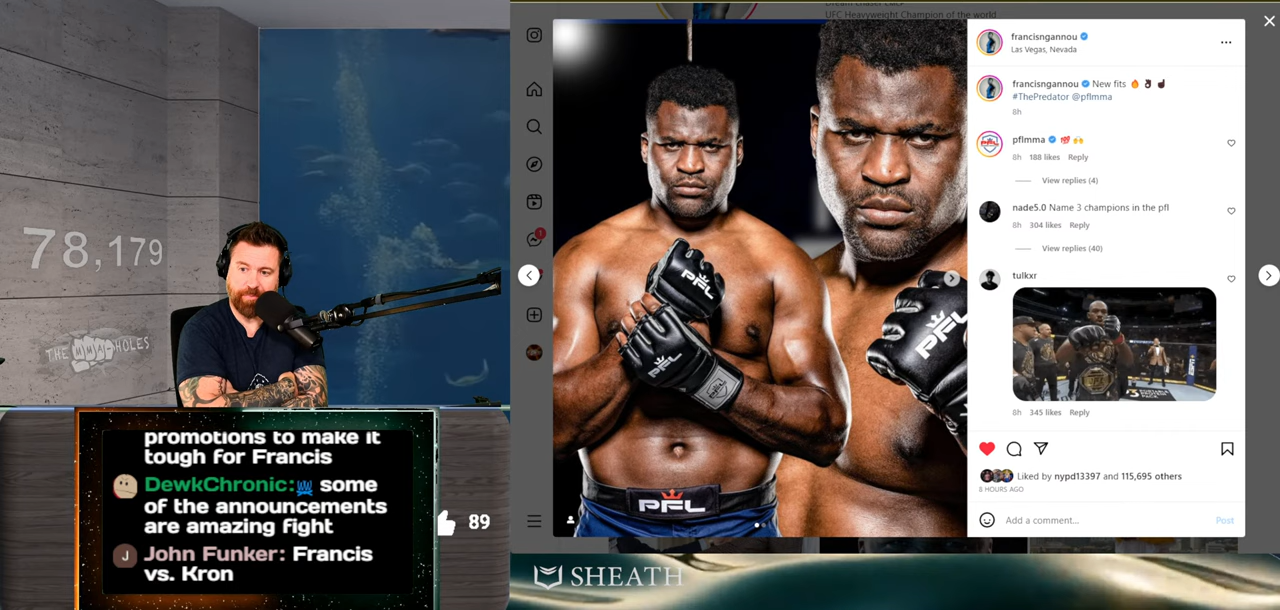 78,179
THE MMA HOLES
promotions to make it
tough for Francis
DewkChronic: some
of the announcements
are amazing fight
J John Funker: Francis
vs. Kron
89
UFC Heavyweight Champion of the world
francisngannou
Las Vegas, Nevada
francisngannou New fits
#ThePredator @pflmma
8h
pflmma 💯 🙌
8h 188 likes Reply
View replies (4)
nade5.0 Name 3 champions in the pfl
8h 304 likes Reply
View replies (40)
tulkxr
8h 345 likes Reply
Liked by nypd13397 and 115,695 others
8 HOURS AGO
Add a comment... Post
PFL
PFL
PFL
PFL
SHEATH